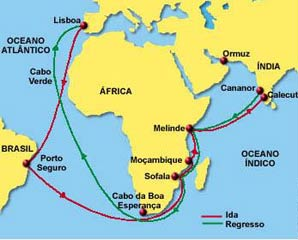 Lisboa
OCEANO
ATLÂNTICO
Cabo
Verde
Ormuz
ÍNDIA
Cananor
Calecut
ÁFRICA
Melinde
BRASIL
Porto
Seguro
Moçambique
Sofala
OCEANO
ÍNDICO
Cabo da Boa
Esperança
Ida
Regresso